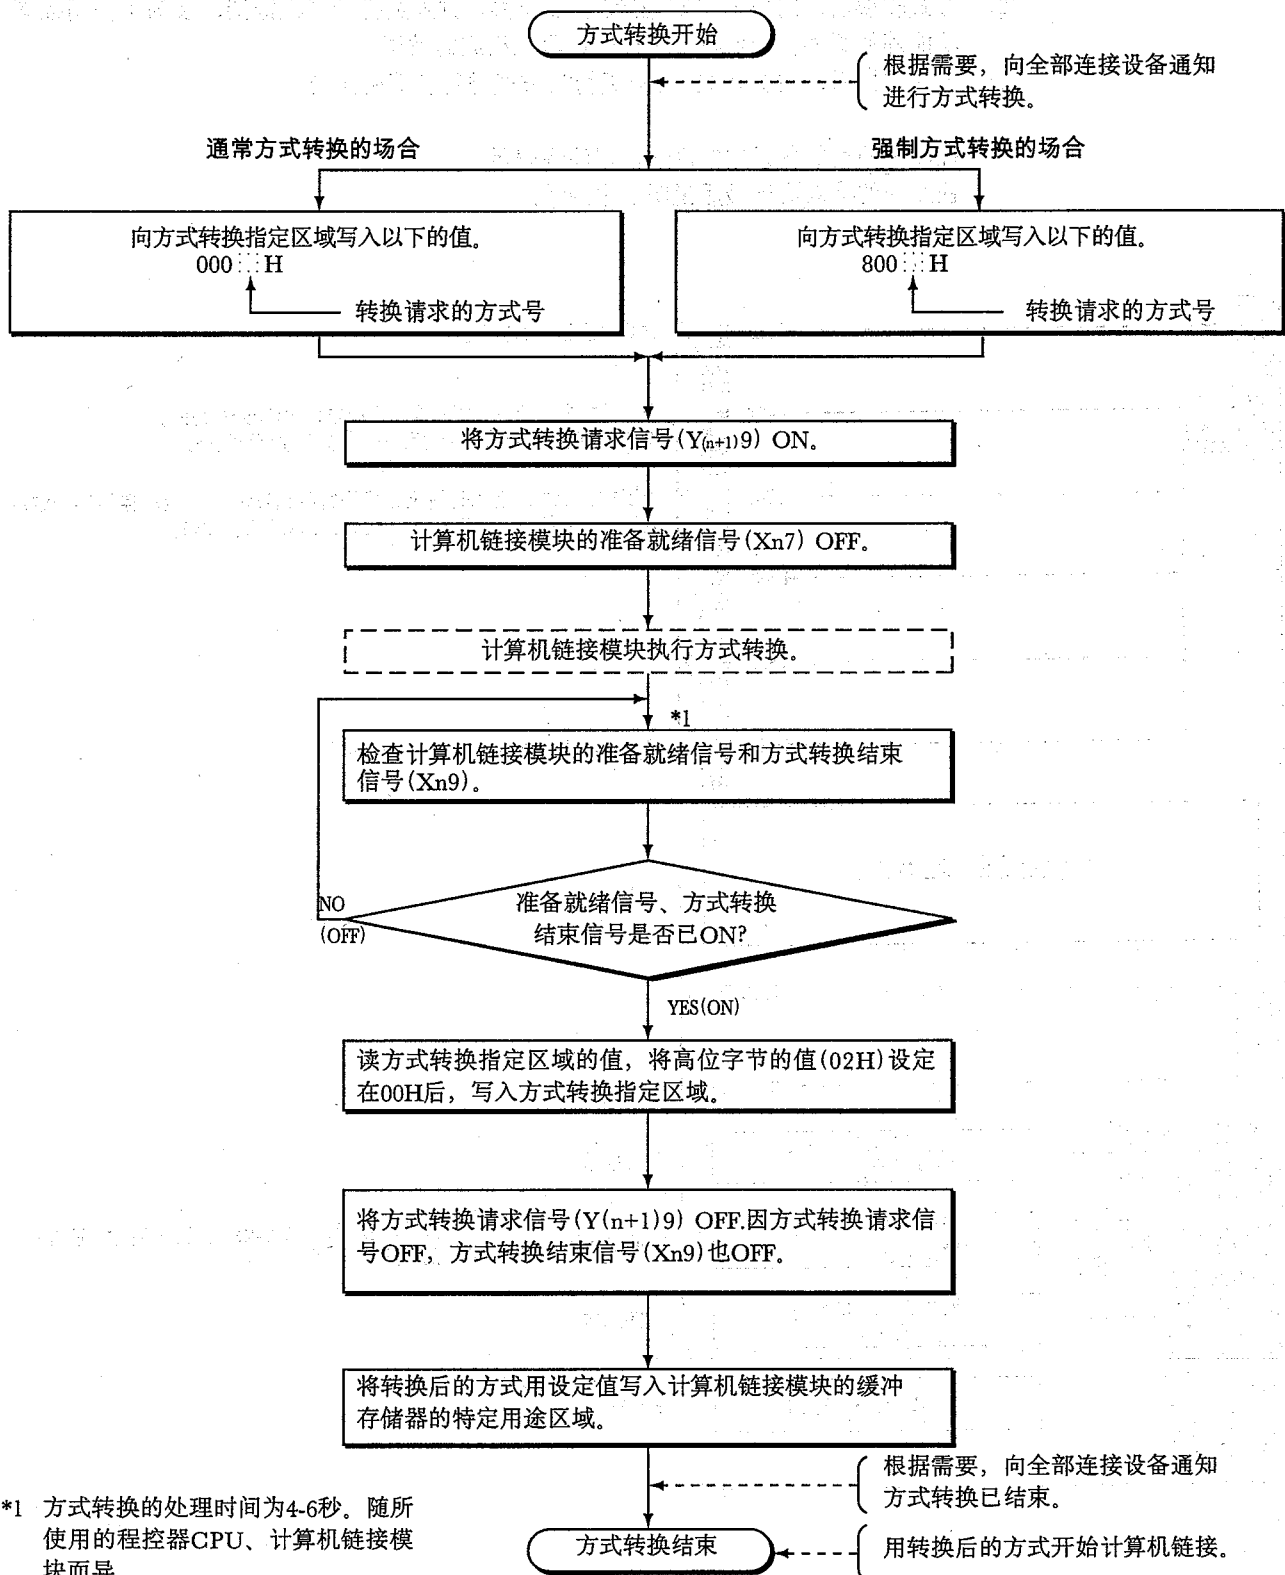 方式转换开始
根据需要，向全部连接设备通知
进行方式转换。
通常方式转换的场合
强制方式转换的场合
向方式转换指定区域写入以下的值。
000 H
转换请求的方式号
向方式转换指定区域写入以下的值。
800 H
转换请求的方式号
将方式转换请求信号(Y(n+1)9) ON。
计算机链接模块的准备就绪信号(Xn7) OFF。
计算机链接模块执行方式转换。
*1
检查计算机链接模块的准备就绪信号和方式转换结束
信号(Xn9)。
准备就绪信号、方式转换
结束信号是否已ON?
NO
(OFF)
YES(ON)
读方式转换指定区域的值，将高位字节的值(02H)设定
在00H后，写入方式转换指定区域。
将方式转换请求信号(Y(n+1)9) OFF.因方式转换请求信
号OFF，方式转换结束信号(Xn9)也OFF。
将转换后的方式用设定值写入计算机链接模块的缓冲
存储器的特定用途区域。
根据需要，向全部连接设备通知
方式转换已结束。
方式转换结束
用转换后的方式开始计算机链接。
*1 方式转换的处理时间为4-6秒。随所
使用的程控器CPU、计算机链接模
块而异